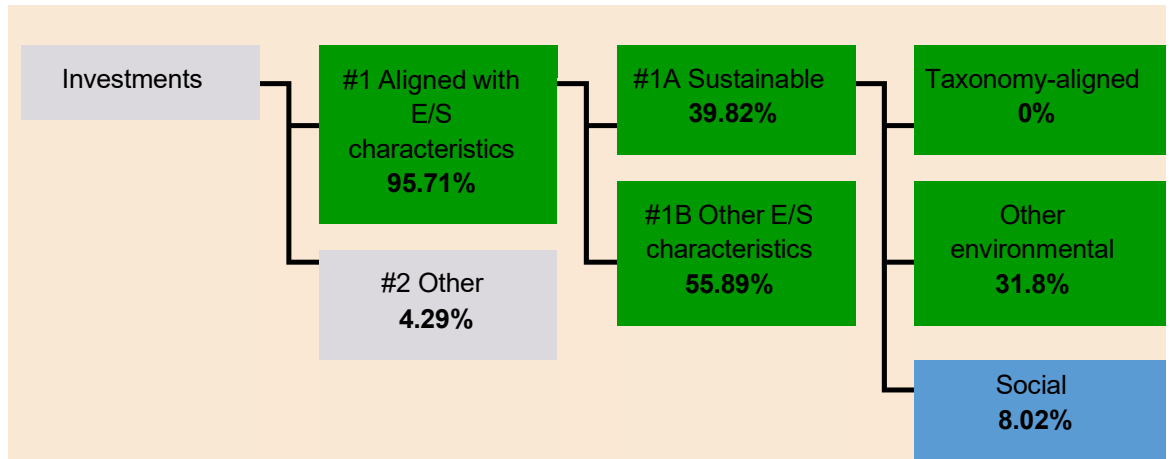 Investments
#1 Aligned with
E/S
characteristics
95.71%
#2 Other
4.29%
#1A Sustainable
39.82%
#1B Other E/S
characteristics
55.89%
Taxonomy-aligned
0%
Other
environmental
31.8%
Social
8.02%